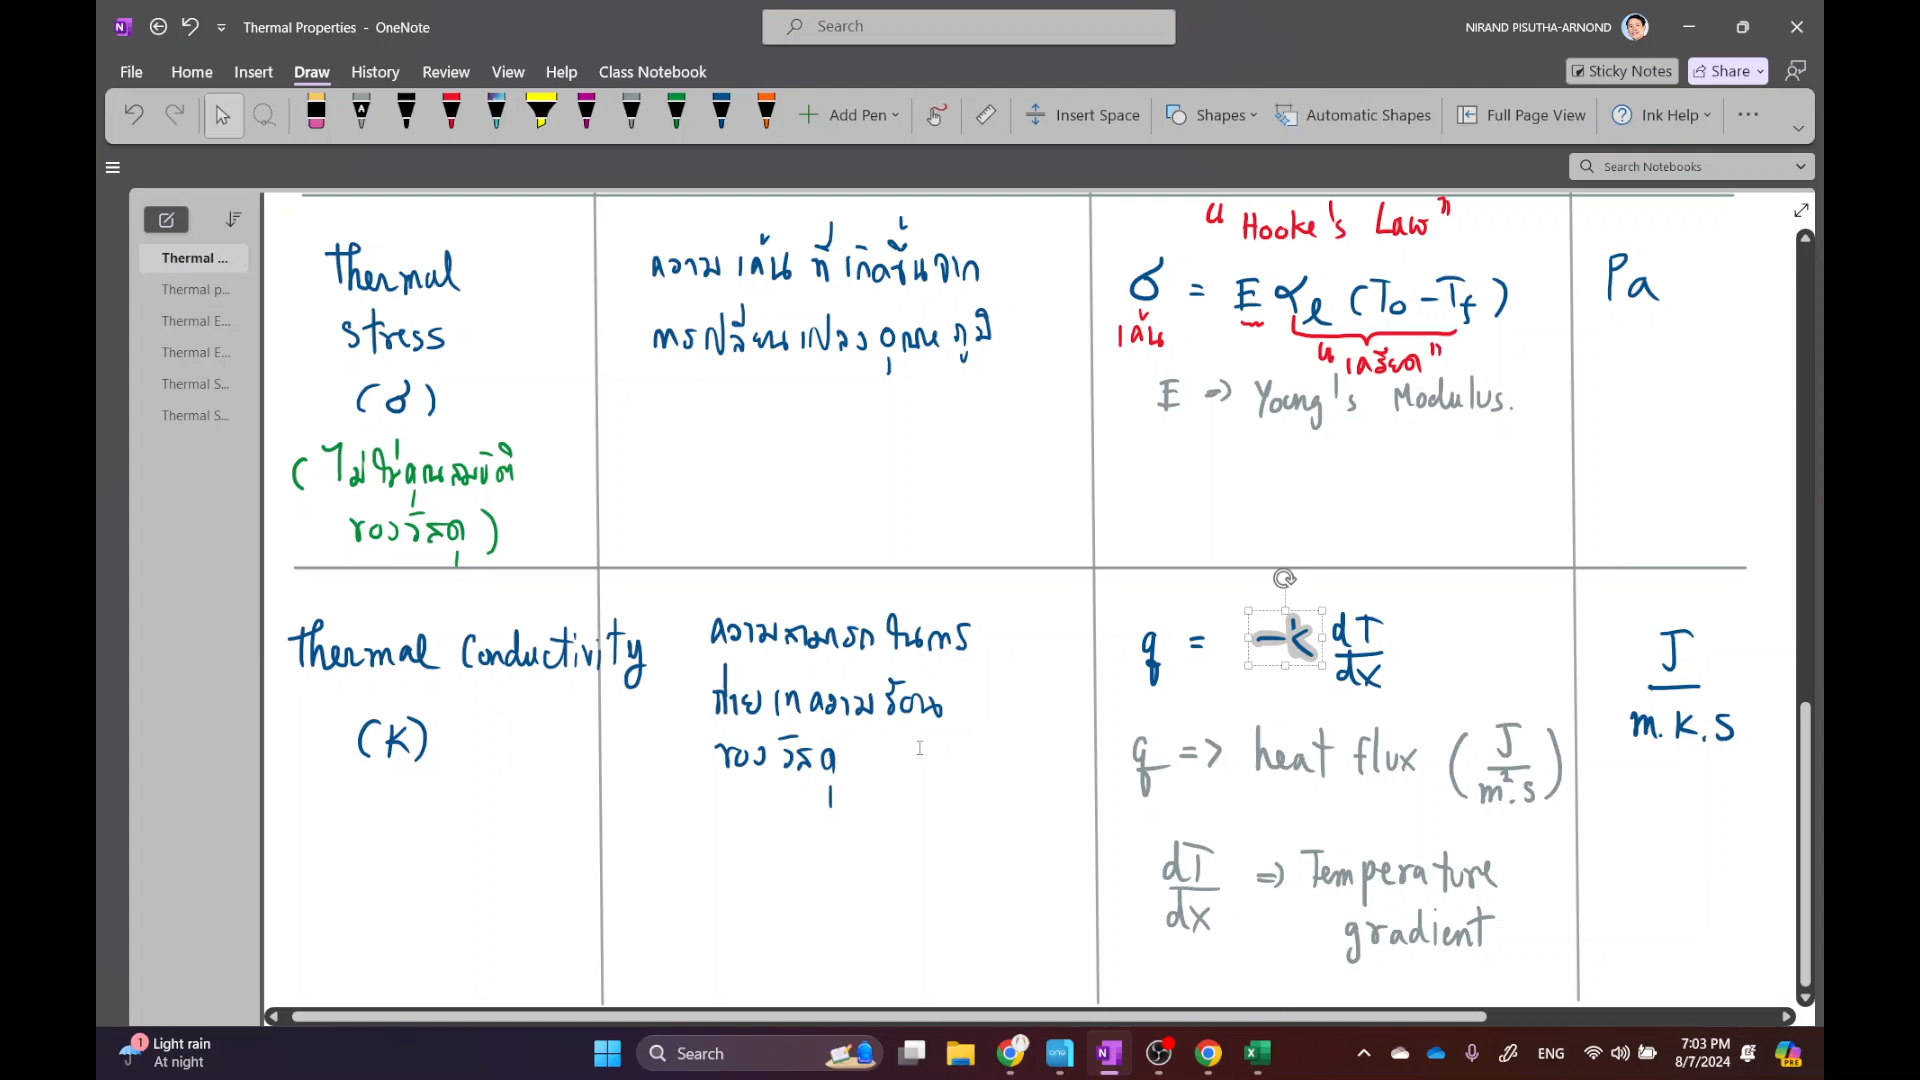 Thermal Properties - OneNote
Search
NIRAND PISUTHA-ARNOND
File Home Insert Draw History Review View Help Class Notebook
Sticky Notes Share
Add Pen Insert Space Shapes Automatic Shapes Full Page View Ink Help
Search Notebooks
Thermal ...
Thermal p...
Thermal E...
Thermal E...
Thermal S...
Thermal S...
Thermal
stress
(σ)
(ไม่ใช่คุณสมบัติ
ของวัสดุ)
ความเค้นที่เกิดขึ้นจาก
การเปลี่ยนแปลงอุณหภูมิ
"Hooke's Law"
σ = E αℓ (T₀ - Tf)
เค้น
"เครียด"
E => Young's Modulus.
Pa
Thermal Conductivity
(K)
ความสามารถในการ
ถ่ายเทความร้อน
ของวัสดุ
q = -k dT/dx
q => heat flux (J/m².s)
dT/dx => Temperature
gradient
J
m.K.s
1 Light rain
At night
Search
ENG
7:03 PM
8/7/2024